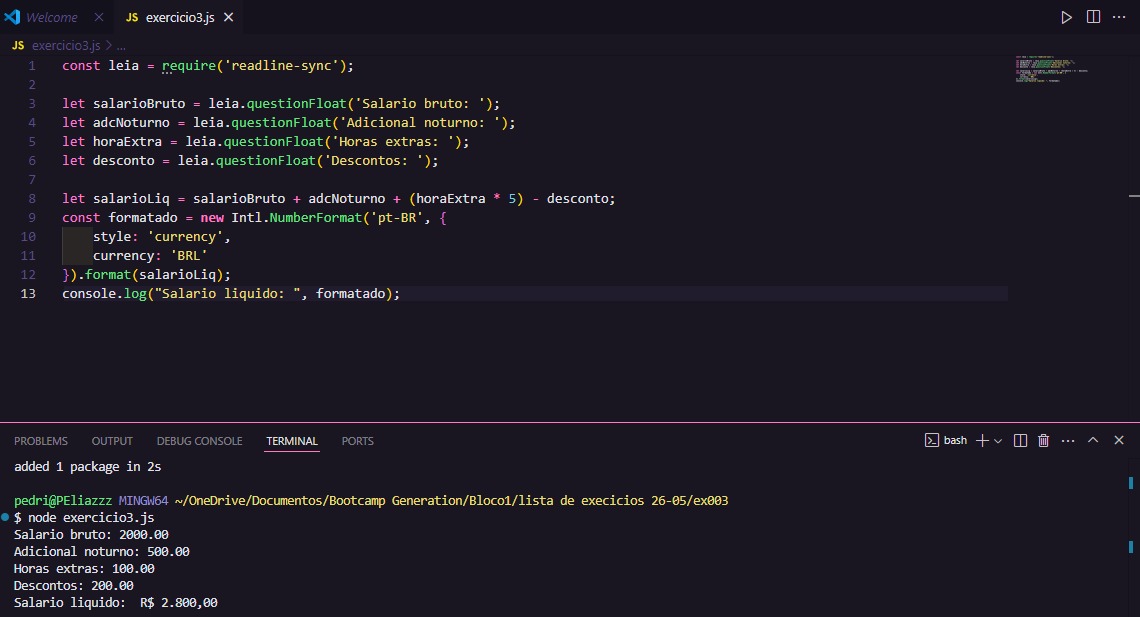 Welcome
JS exercicio3.js
JS exercicio3.js > ...
1 const leia = require('readline-sync');
2
3 let salarioBruto = leia.questionFloat('Salario bruto: ');
4 let adcNoturno = leia.questionFloat('Adicional noturno: ');
5 let horaExtra = leia.questionFloat('Horas extras: ');
6 let desconto = leia.questionFloat('Descontos: ');
7
8 let salarioLiq = salarioBruto + adcNoturno + (horaExtra * 5) - desconto;
9 const formatado = new Intl.NumberFormat('pt-BR', {
10     style: 'currency',
11     currency: 'BRL'
12 }).format(salarioLiq);
13 console.log("Salario liquido: ", formatado);
PROBLEMS OUTPUT DEBUG CONSOLE TERMINAL PORTS bash
added 1 package in 2s
pedri@PEliazzz MINGW64 ~/OneDrive/Documentos/Bootcamp Generation/Bloco1/lista de execicios 26-05/ex003
$ node exercicio3.js
Salario bruto: 2000.00
Adicional noturno: 500.00
Horas extras: 100.00
Descontos: 200.00
Salario liquido:  R$ 2.800,00